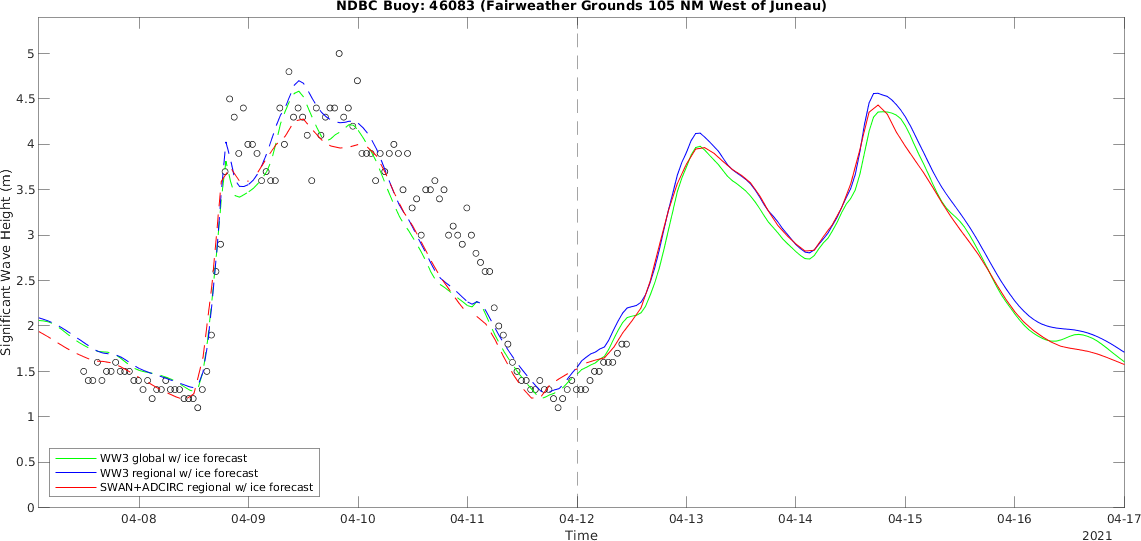 NDBC Buoy: 46083 (Fairweather Grounds 105 NM West of Juneau)
Significant Wave Height (m)
5
4.5
4
3.5
3
2.5
2
1.5
1
0.5
0
WW3 global w/ ice forecast
WW3 regional w/ ice forecast
SWAN+ADCIRC regional w/ ice forecast
04-08 04-09 04-10 04-11 04-12 04-13 04-14 04-15 04-16 04-17
Time
2021